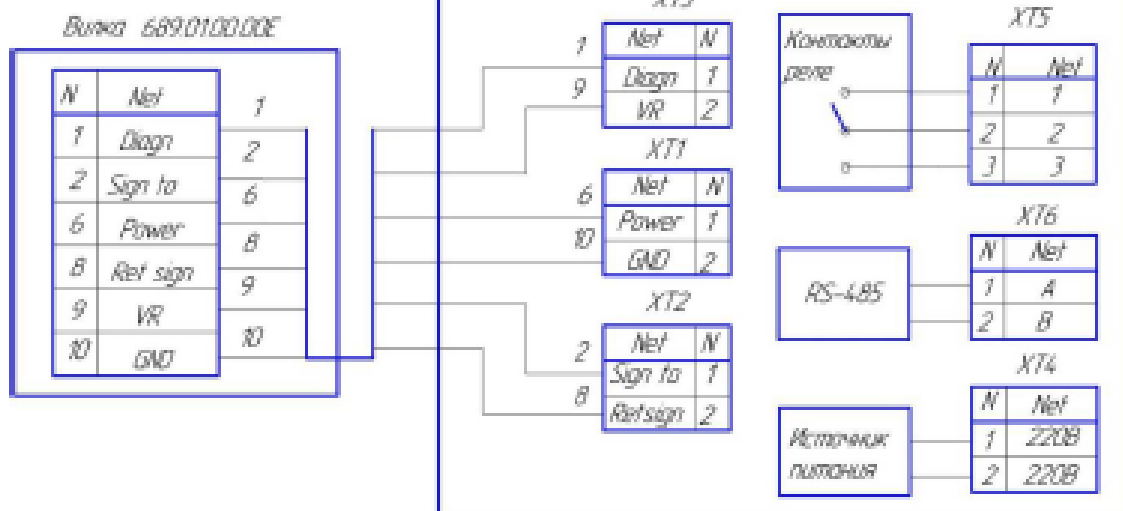 Вилка 689.01.00.00E
N Net
1 Diagn
2 Sign to
6 Power
8 Ret sign
9 VR
10 GND
1
2
6
8
9
10
XT3
Net N
1
Diagn 1
9
VR 2
XT1
Net N
6
Power 1
10
GND 2
XT2
Net N
2
Sign to 1
8
Retsign 2
Контакты
реле
XT5
N Net
1 1
2 2
3 3
RS-485
XT6
N Net
1 A
2 B
Источник
питания
XT4
N Net
1 220В
2 220В